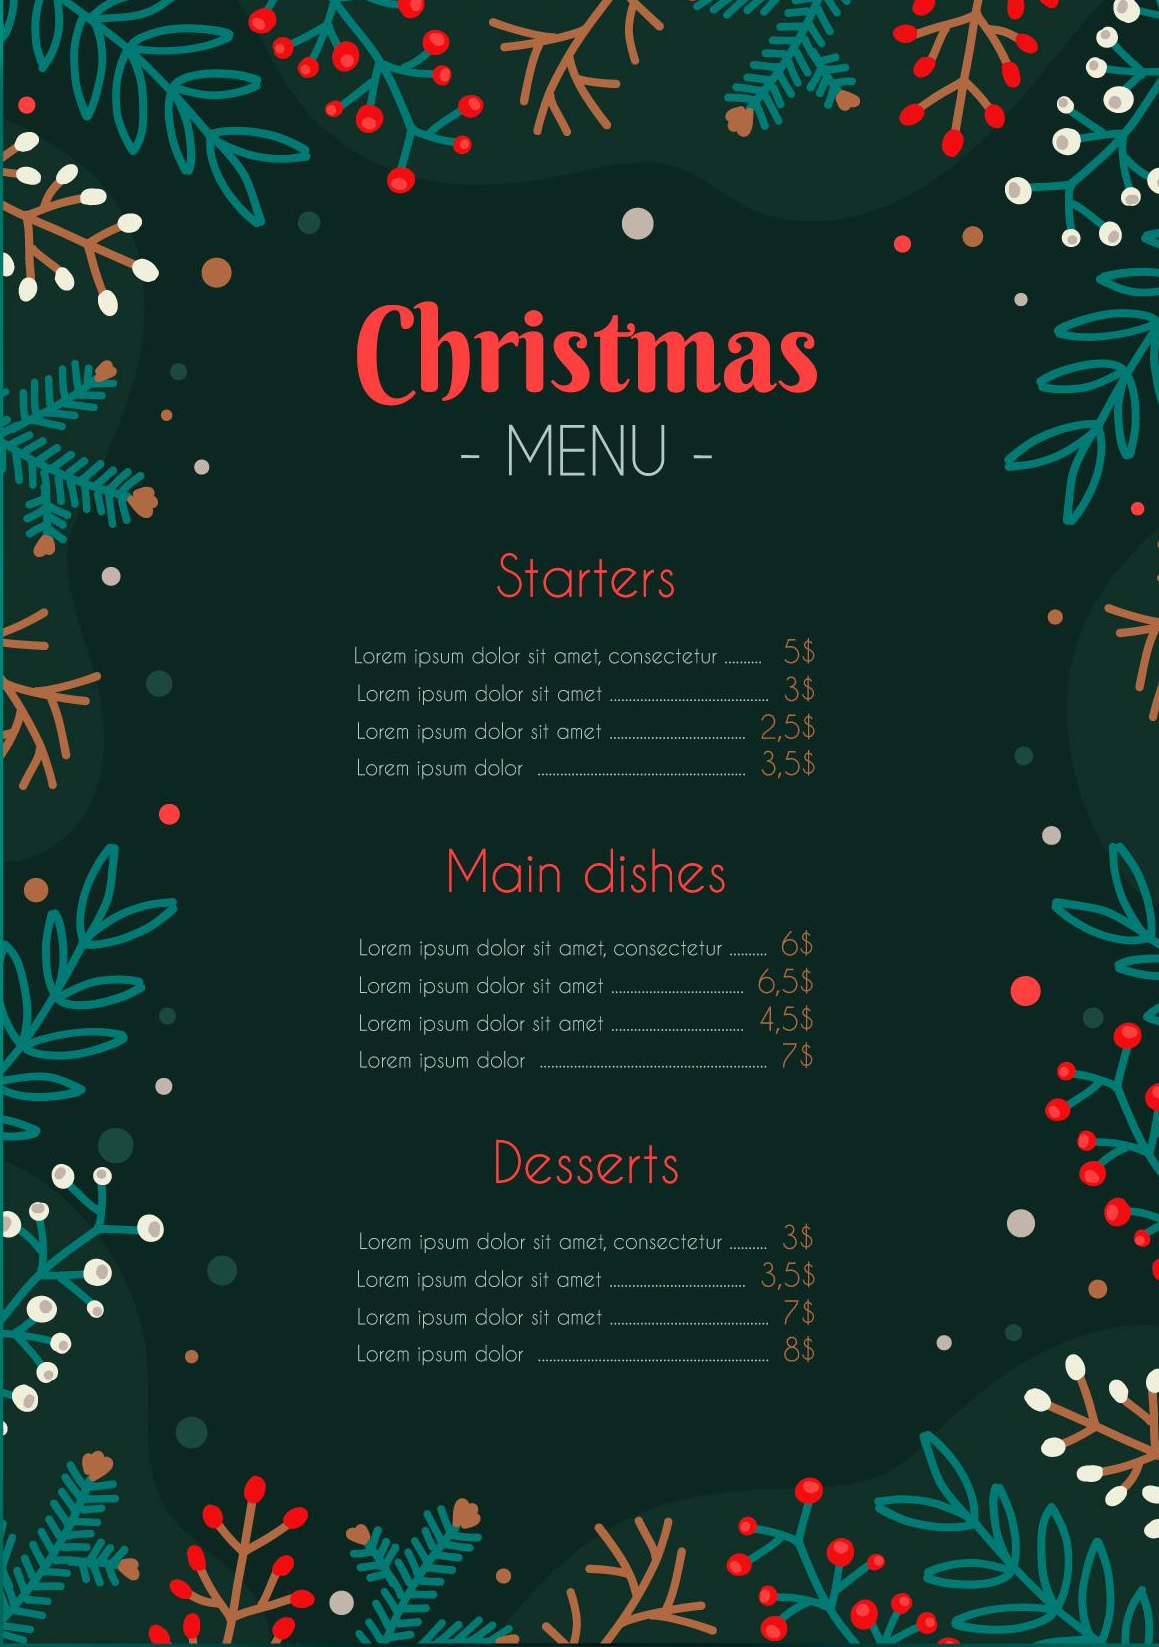 Christmas
- MENU -
Starters
Lorem ipsum dolor sit amet, consectetur .......... 5$
Lorem ipsum dolor sit amet .......................................... 3$
Lorem ipsum dolor sit amet .................................... 2,5$
Lorem ipsum dolor ....................................................... 3,5$
Main dishes
Lorem ipsum dolor sit amet, consectetur .......... 6$
Lorem ipsum dolor sit amet ................................... 6,5$
Lorem ipsum dolor sit amet ................................... 4,5$
Lorem ipsum dolor ............................................................ 7$
Desserts
Lorem ipsum dolor sit amet, consectetur .......... 3$
Lorem ipsum dolor sit amet .................................... 3,5$
Lorem ipsum dolor sit amet .......................................... 7$
Lorem ipsum dolor ............................................................. 8$